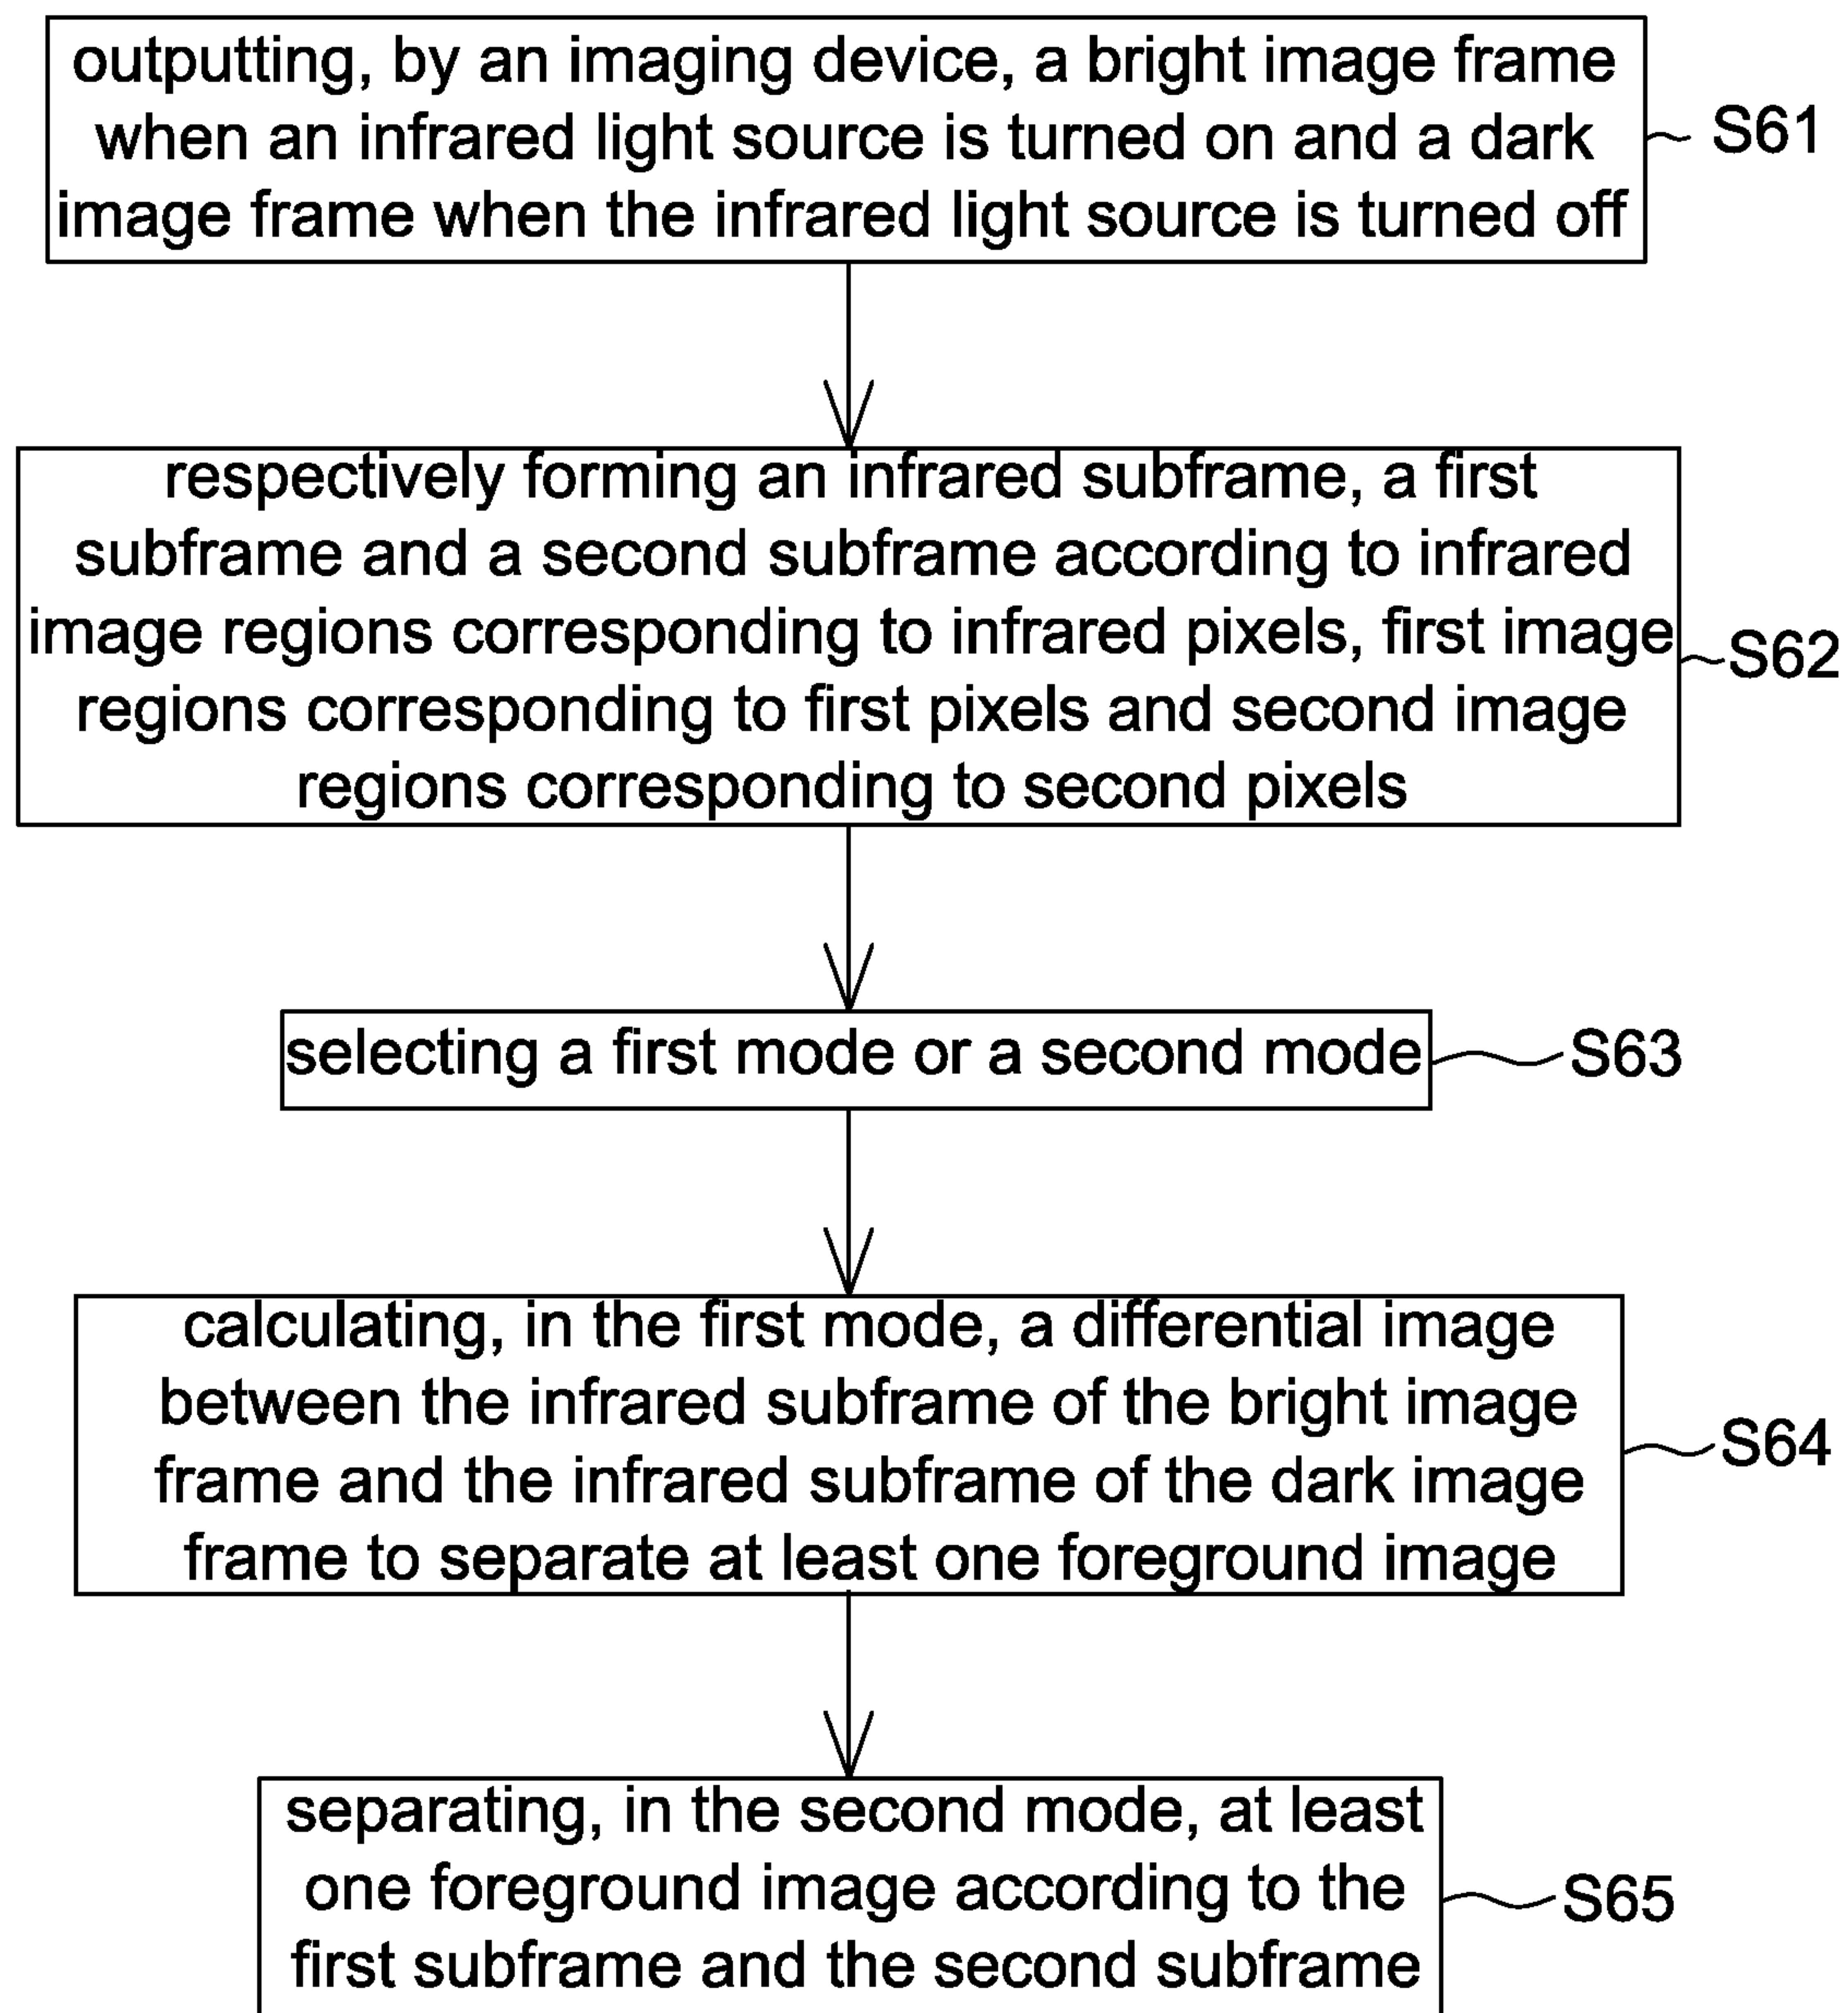 outputting, by an imaging device, a bright image frame
when an infrared light source is turned on and a dark
image frame when the infrared light source is turned off
S61
respectively forming an infrared subframe, a first
subframe and a second subframe according to infrared
image regions corresponding to infrared pixels, first image
regions corresponding to first pixels and second image
regions corresponding to second pixels
S62
selecting a first mode or a second mode
S63
calculating, in the first mode, a differential image
between the infrared subframe of the bright image
frame and the infrared subframe of the dark image
frame to separate at least one foreground image
S64
separating, in the second mode, at least
one foreground image according to the
first subframe and the second subframe
S65